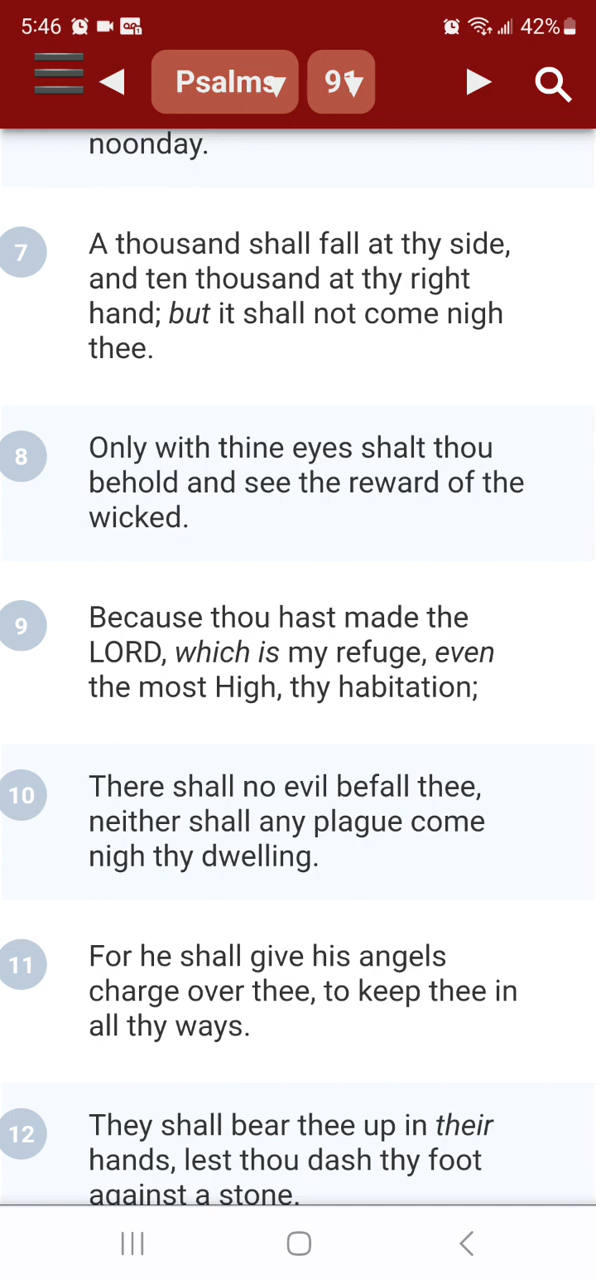 5:46
42%
Psalms 91
noonday.
7
A thousand shall fall at thy side,
and ten thousand at thy right
hand; but it shall not come nigh
thee.
8
Only with thine eyes shalt thou
behold and see the reward of the
wicked.
9
Because thou hast made the
LORD, which is my refuge, even
the most High, thy habitation;
10
There shall no evil befall thee,
neither shall any plague come
nigh thy dwelling.
11
For he shall give his angels
charge over thee, to keep thee in
all thy ways.
12
They shall bear thee up in their
hands, lest thou dash thy foot
against a stone.